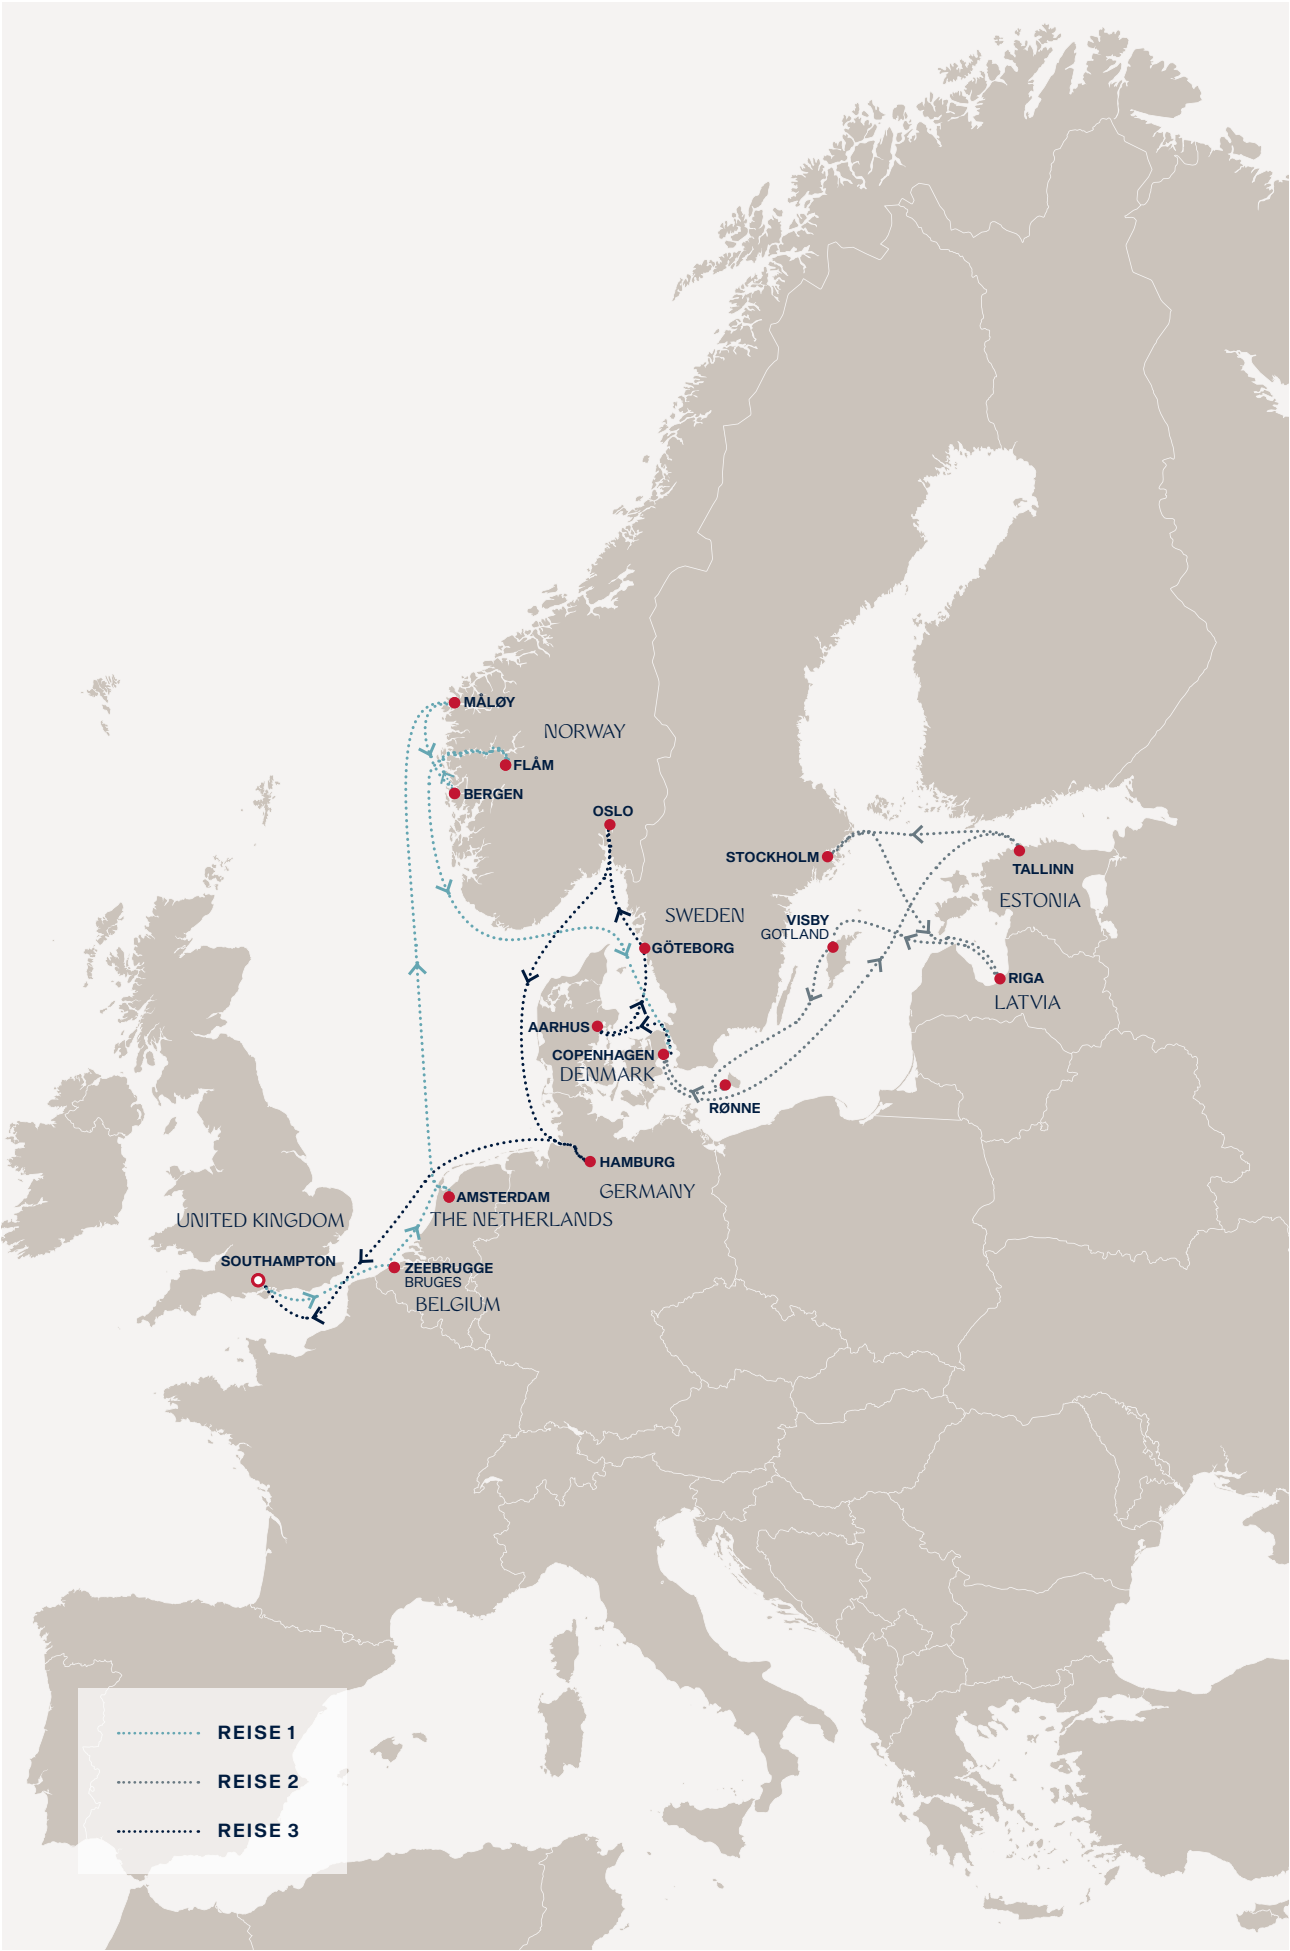 MÅLØY
NORWAY
FLÅM
BERGEN
OSLO
STOCKHOLM
TALLINN
ESTONIA
SWEDEN
VISBY
GOTLAND
GÖTEBORG
RIGA
LATVIA
AARHUS
COPENHAGEN
DENMARK
RØNNE
HAMBURG
GERMANY
AMSTERDAM
THE NETHERLANDS
UNITED KINGDOM
SOUTHAMPTON
ZEEBRUGGE
BRUGES
BELGIUM
REISE 1
REISE 2
REISE 3